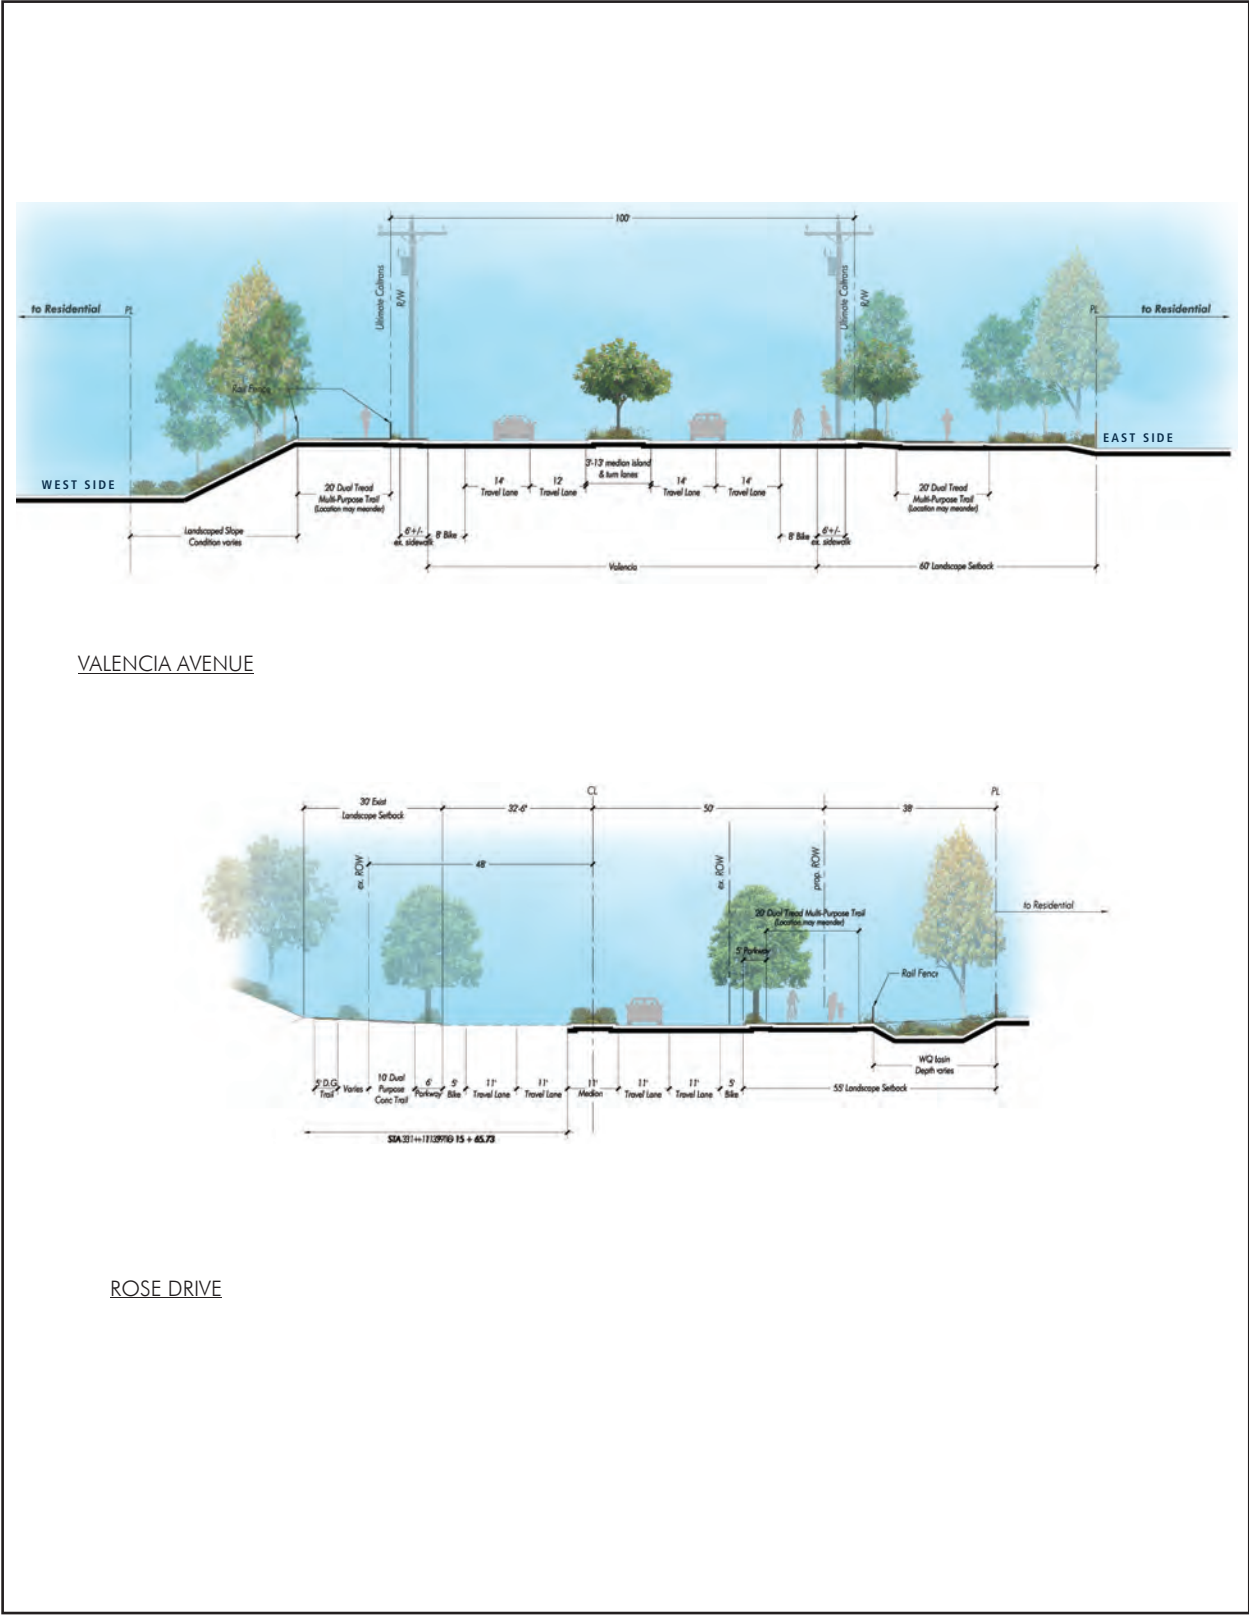 100'
Ultimate Caltrans
R/W
Ultimate Caltrans
R/W
to Residential
PL
PL
to Residential
Rail Fence
WEST SIDE
EAST SIDE
20' Dual Tread
Multi-Purpose Trail
(Location may meander)
14'
Travel Lane
12'
Travel Lane
3'-13' median island
& turn lanes
14'
Travel Lane
14'
Travel Lane
20' Dual Tread
Multi-Purpose Trail
(Location may meander)
Landscaped Slope
Condition varies
6'+/-
ex. sidewalk
8' Bike
8' Bike
6'+/-
ex. sidewalk
Valencia
60' Landscape Setback
VALENCIA AVENUE
CL
PL
30' Exist
Landscape Setback
32'-6"
50'
38'
ex. ROW
48'
ex. ROW
prop. ROW
to Residential
20' Dual Tread Multi-Purpose Trail
(Location may meander)
5' Parkway
Rail Fence
WQ basin
Depth varies
5' D.G.
Trail
Varies
10' Dual
Purpose
Conc Trail
6'
Parkway
5'
Bike
11'
Travel Lane
11'
Travel Lane
11'
Median
11'
Travel Lane
11'
Travel Lane
5'
Bike
55' Landscape Setback
15 + 65.73
ROSE DRIVE